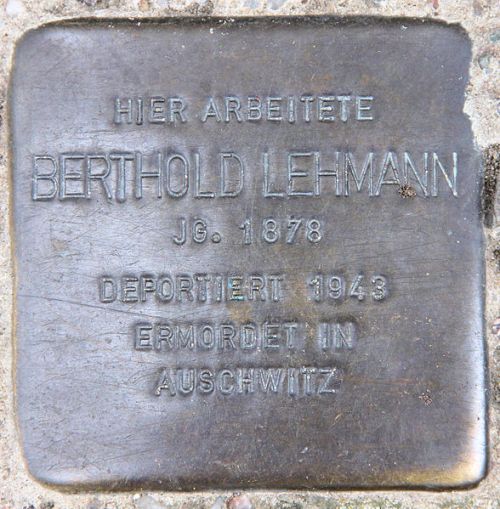 HIER ARBEITETE
BERTHOLD LEHMANN
JG. 1878
DEPORTIERT 1943
ERMORDET IN
AUSCHWITZ